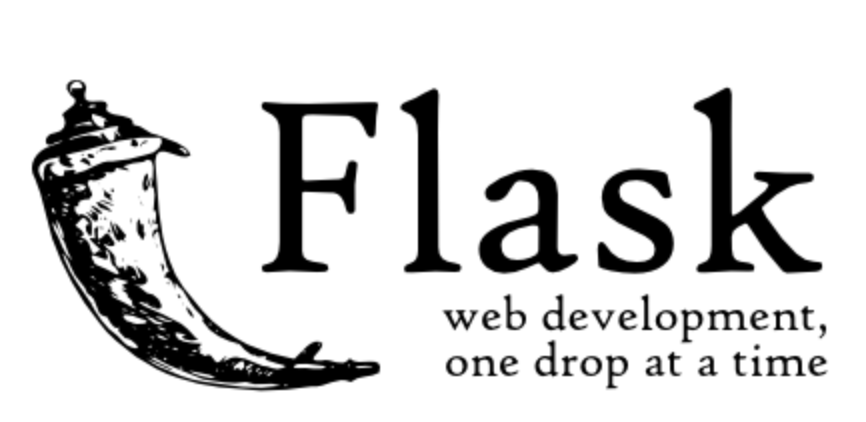 Flask
web development,
one drop at a time